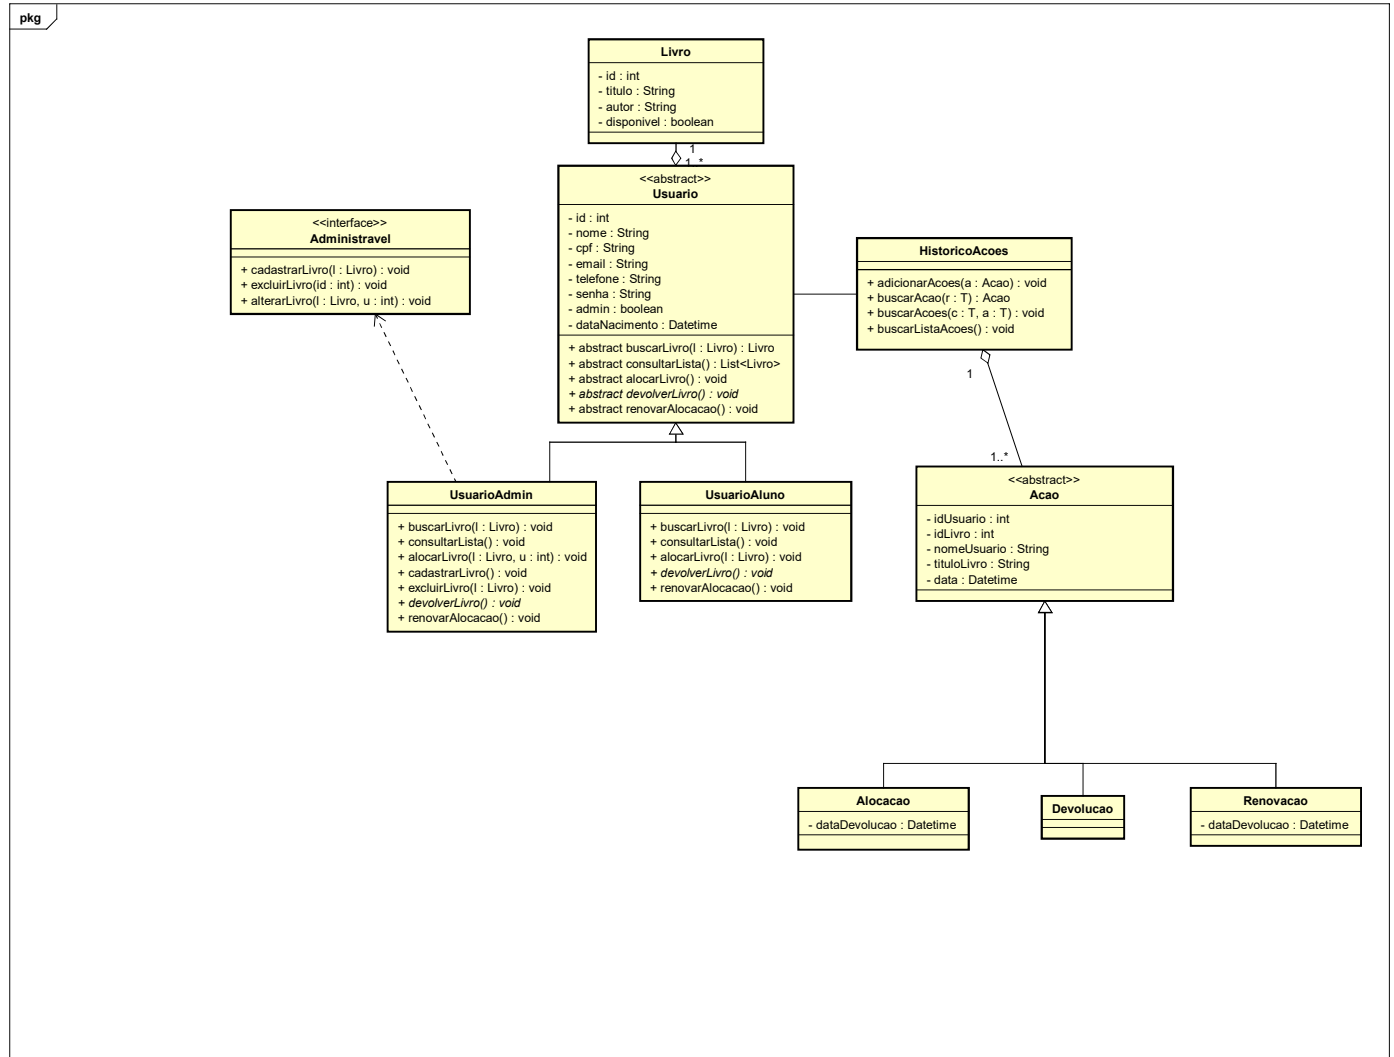 pkg
Livro
- id : int
- titulo : String
- autor : String
- disponivel : boolean
1
1..*
<<abstract>>
Usuario
- id : int
- nome : String
- cpf : String
- email : String
- telefone : String
- senha : String
- admin : boolean
- dataNacimento : Datetime
+ abstract buscarLivro(l : Livro) : Livro
+ abstract consultarLista() : List<Livro>
+ abstract alocarLivro() : void
+ abstract devolverLivro() : void
+ abstract renovarAlocacao() : void
<<interface>>
Administravel
+ cadastrarLivro(l : Livro) : void
+ excluirLivro(id : int) : void
+ alterarLivro(l : Livro, u : int) : void
HistoricoAcoes
+ adicionarAcoes(a : Acao) : void
+ buscarAcao(r : T) : Acao
+ buscarAcoes(c : T, a : T) : void
+ buscarListaAcoes() : void
1
1..*
UsuarioAdmin
+ buscarLivro(l : Livro) : void
+ consultarLista() : void
+ alocarLivro(l : Livro, u : int) : void
+ cadastrarLivro() : void
+ excluirLivro(l : Livro) : void
+ devolverLivro() : void
+ renovarAlocacao() : void
UsuarioAluno
+ buscarLivro(l : Livro) : void
+ consultarLista() : void
+ alocarLivro(l : Livro) : void
+ devolverLivro() : void
+ renovarAlocacao() : void
<<abstract>>
Acao
- idUsuario : int
- idLivro : int
- nomeUsuario : String
- tituloLivro : String
- data : Datetime
Alocacao
- dataDevolucao : Datetime
Devolucao
Renovacao
- dataDevolucao : Datetime